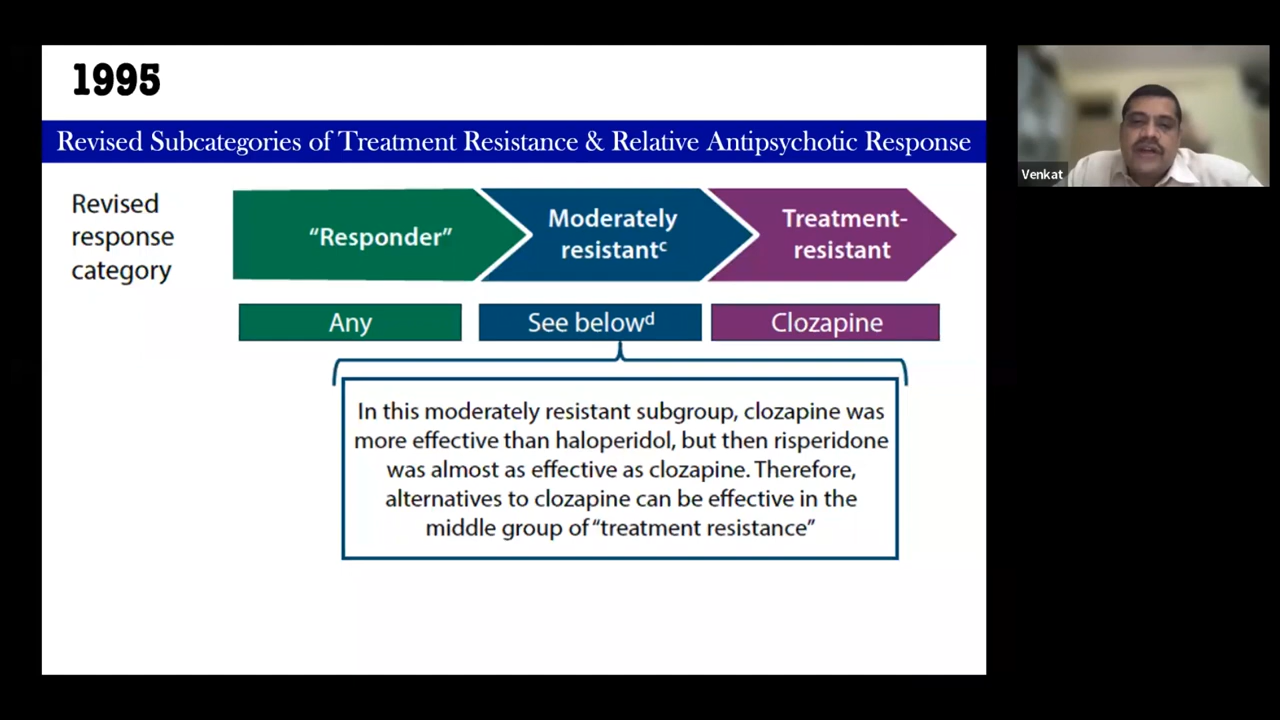 1995
Revised Subcategories of Treatment Resistance & Relative Antipsychotic Response
Revised
response
category
“Responder”
Moderately
resistantᶜ
Treatment-
resistant
Any
See belowᵈ
Clozapine
In this moderately resistant subgroup, clozapine was
more effective than haloperidol, but then risperidone
was almost as effective as clozapine. Therefore,
alternatives to clozapine can be effective in the
middle group of “treatment resistance”
Venkat